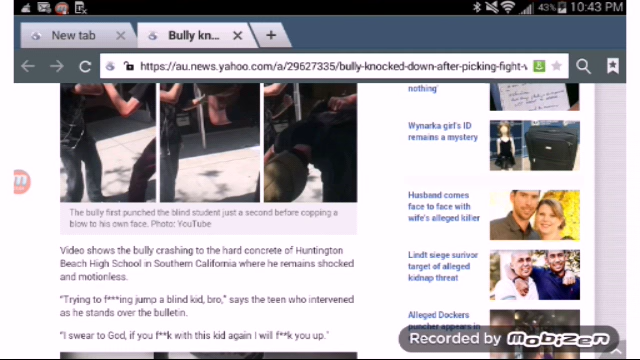 43% 10:43 PM
New tab
Bully kn...
https://au.news.yahoo.com/a/29627335/bully-knocked-down-after-picking-fight-v
nothing'
Wynarka girl's ID
remains a mystery
The bully first punched the blind student just a second before copping a
blow to his own face. Photo: YouTube
Husband comes
face to face with
wife's alleged killer
Video shows the bully crashing to the hard concrete of Huntington
Beach High School in Southern California where he remains shocked
and motionless.
Lindt siege surivor
target of alleged
kidnap threat
"Trying to f***ing jump a blind kid, bro," says the teen who intervened
as he stands over the bulletin.
Alleged Dockers
puncher appears in
"I swear to God, if you f**k with this kid again I will f**k you up."
Recorded by Mobizen